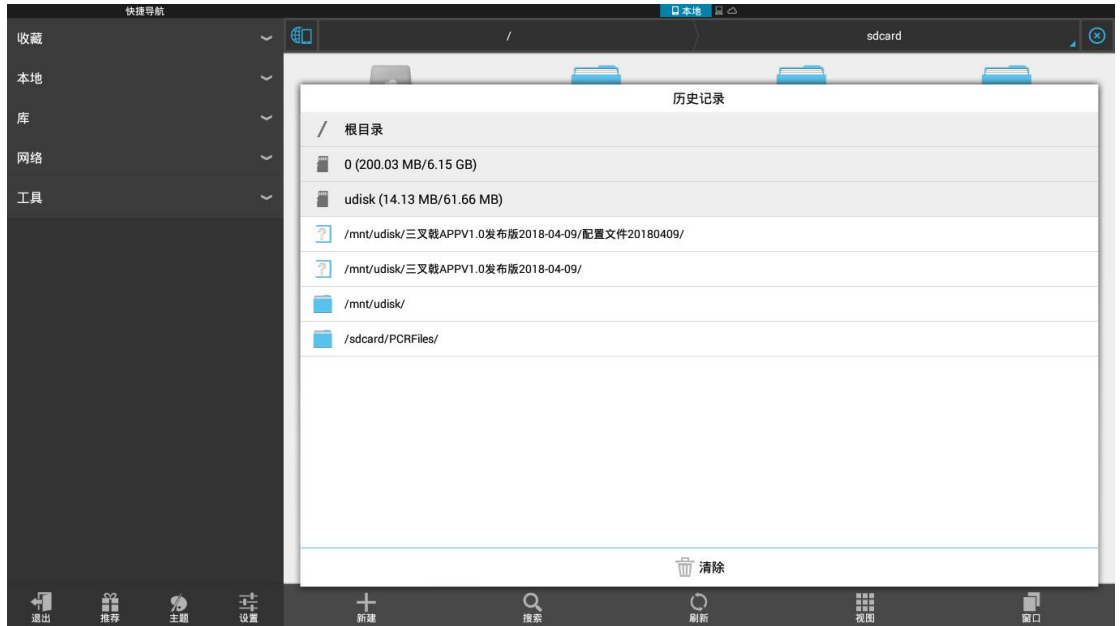 快捷导航
本地
收藏
本地
库
网络
工具
/
sdcard
历史记录
/ 根目录
0 (200.03 MB/6.15 GB)
udisk (14.13 MB/61.66 MB)
/mnt/udisk/三叉戟APPV1.0发布版2018-04-09/配置文件20180409/
/mnt/udisk/三叉戟APPV1.0发布版2018-04-09/
/mnt/udisk/
/sdcard/PCRFiles/
清除
退出
推荐
主题
设置
新建
搜索
刷新
视图
窗口